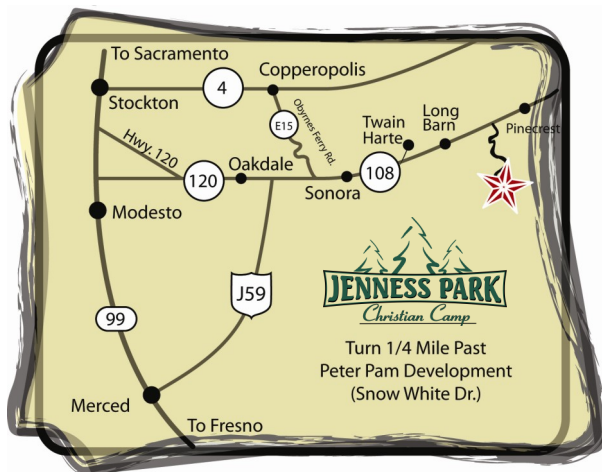 To Sacramento
Stockton
4
Copperopolis
E15
Obyrnes Ferry Rd.
Twain
Harte
Long
Barn
Pinecrest
Hwy. 120
120
Oakdale
Sonora
108
Modesto
J59
99
JENNESS PARK
Christian Camp
Turn 1/4 Mile Past
Peter Pam Development
(Snow White Dr.)
Merced
To Fresno